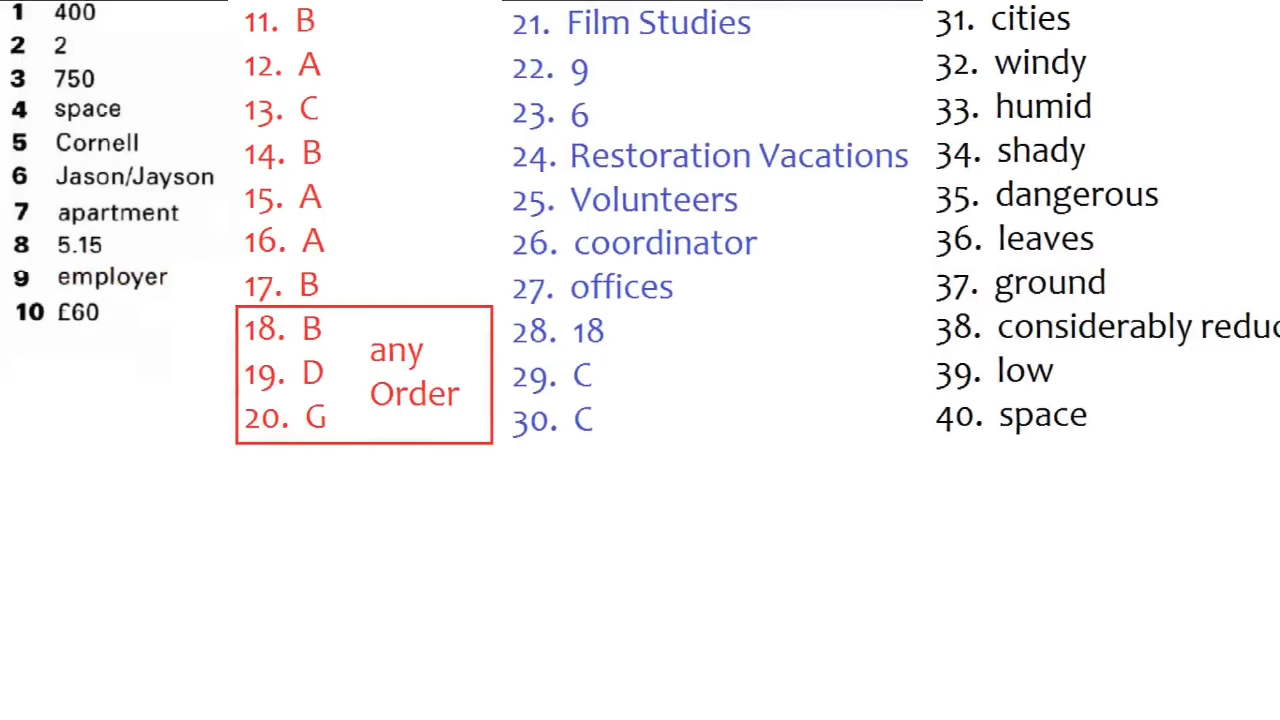 1 400
2 2
3 750
4 space
5 Cornell
6 Jason/Jayson
7 apartment
8 5.15
9 employer
10 £60
11. B
12. A
13. C
14. B
15. A
16. A
17. B
18. B
19. D
20. G
any
Order
21. Film Studies
22. 9
23. 6
24. Restoration Vacations
25. Volunteers
26. coordinator
27. offices
28. 18
29. C
30. C
31. cities
32. windy
33. humid
34. shady
35. dangerous
36. leaves
37. ground
38. considerably
39. low
40. space